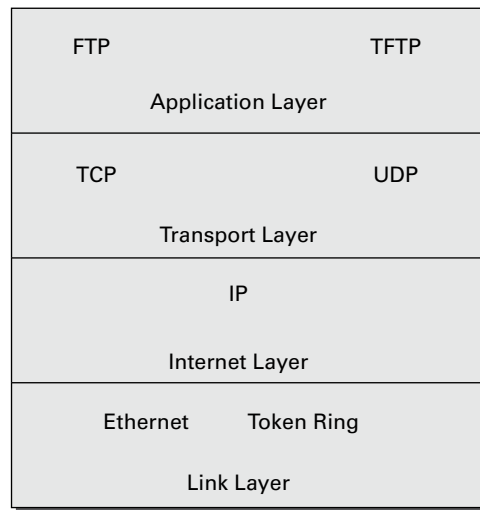 FTP TFTP
Application Layer
TCP UDP
Transport Layer
IP
Internet Layer
Ethernet Token Ring
Link Layer